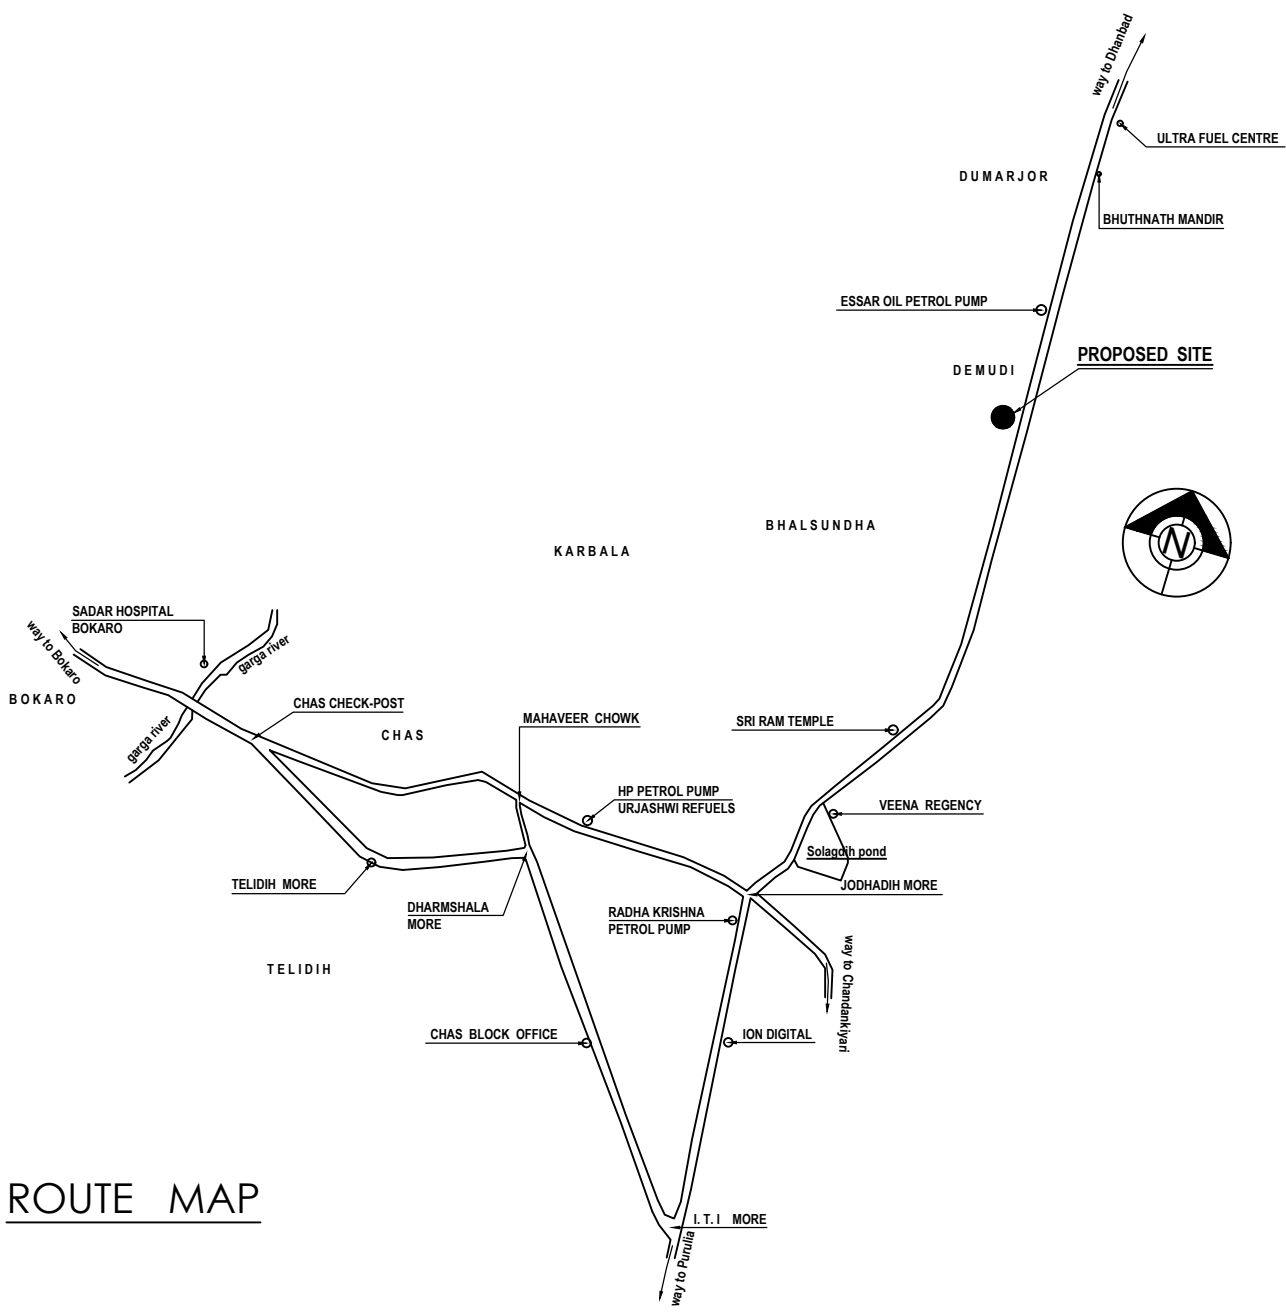 way to Dhanbad
ULTRA FUEL CENTRE
DUMARJOR
BHUTHNATH MANDIR
ESSAR OIL PETROL PUMP
PROPOSED SITE
DEMUDI
BHALSUNDHA
KARBALA
N
SADAR HOSPITAL
BOKARO
way to Bokaro
garga river
BOKARO
CHAS CHECK-POST
garga river
CHAS
MAHAVEER CHOWK
SRI RAM TEMPLE
HP PETROL PUMP
URJASHWI REFUELS
VEENA REGENCY
Solagdih pond
TELIDIH MORE
JODHADIH MORE
DHARMSHALA
MORE
RADHA KRISHNA
PETROL PUMP
way to Chandankiyari
TELIDIH
CHAS BLOCK OFFICE
ION DIGITAL
ROUTE MAP
I. T. I MORE
way to Purulia